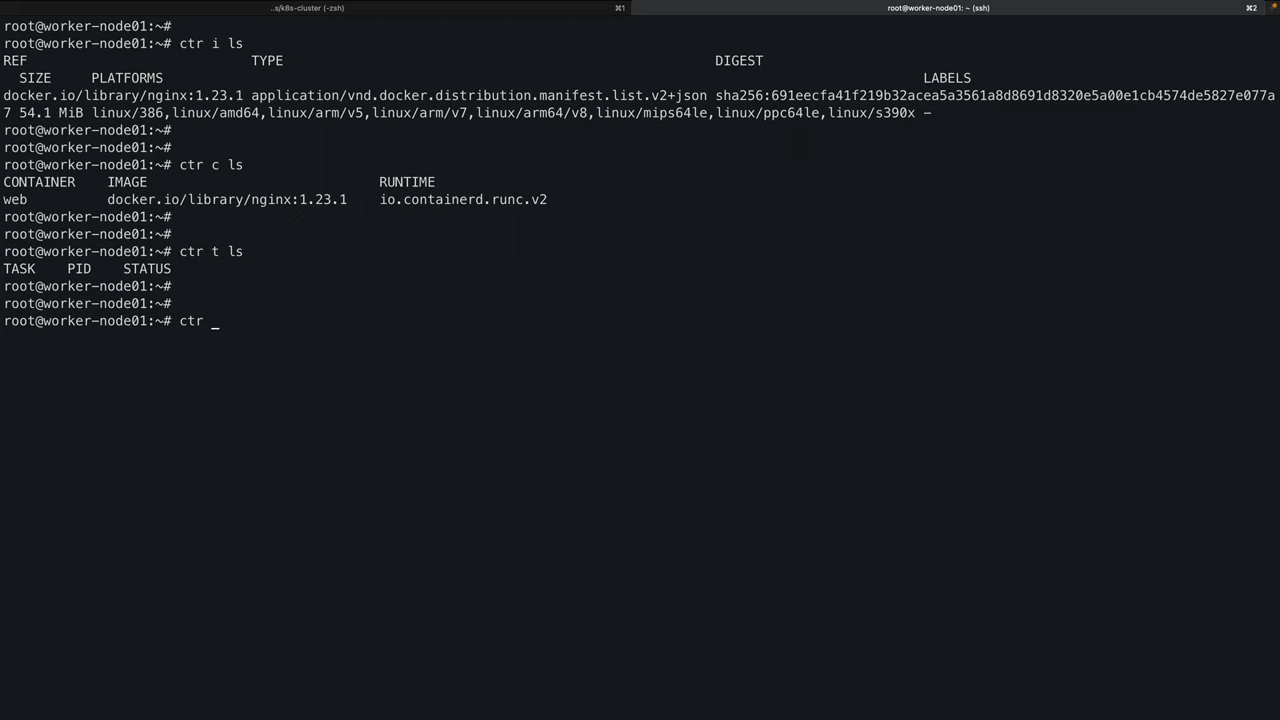 ..s/k8s-cluster (-zsh) ⌘1 root@worker-node01: ~ (ssh) ⌘2
root@worker-node01:~#
root@worker-node01:~# ctr i ls
REF TYPE DIGEST
SIZE PLATFORMS LABELS
docker.io/library/nginx:1.23.1 application/vnd.docker.distribution.manifest.list.v2+json sha256:691eecfa41f219b32acea5a3561a8d8691d8320e5a00e1cb4574de5827e077a
7 54.1 MiB linux/386,linux/amd64,linux/arm/v5,linux/arm/v7,linux/arm64/v8,linux/mips64le,linux/ppc64le,linux/s390x -
root@worker-node01:~#
root@worker-node01:~#
root@worker-node01:~# ctr c ls
CONTAINER IMAGE RUNTIME
web docker.io/library/nginx:1.23.1 io.containerd.runc.v2
root@worker-node01:~#
root@worker-node01:~#
root@worker-node01:~# ctr t ls
TASK PID STATUS
root@worker-node01:~#
root@worker-node01:~#
root@worker-node01:~# ctr _